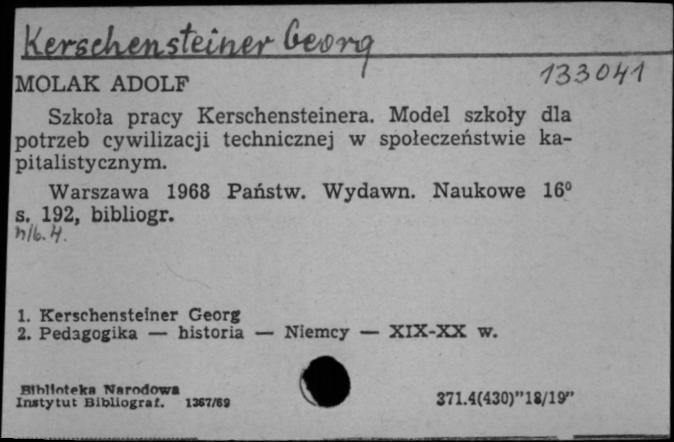 Kerschensteiner Georg
133041
MOLAK ADOLF
Szkoła pracy Kerschensteinera. Model szkoły dla
potrzeb cywilizacji technicznej w społeczeństwie ka-
pitalistycznym.
Warszawa 1968 Państw. Wydawn. Naukowe 16⁰
s. 192, bibliogr.
nlb. 4.
1. Kerschensteiner Georg
2. Pedagogika — historia — Niemcy — XIX-XX w.
Biblioteka Narodowa
Instytut Bibliograf. 1367/69
371.4(430)"18/19"